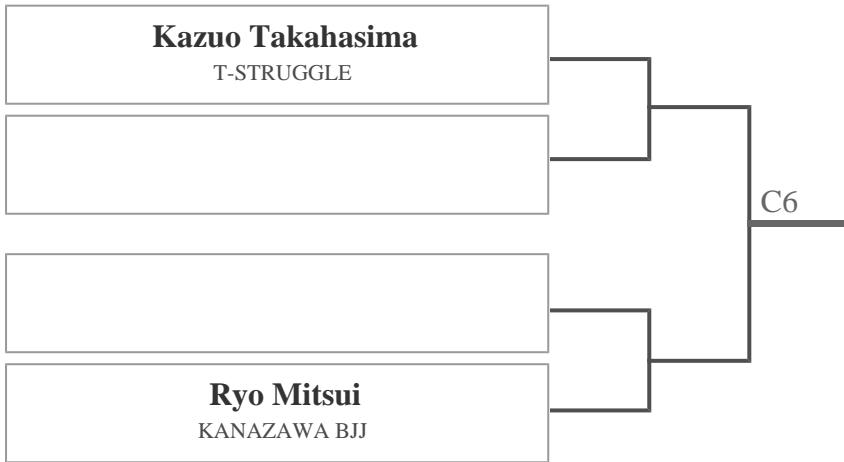 Kazuo Takahasima
T-STRUGGLE
C6
Ryo Mitsui
KANAZAWA BJJ